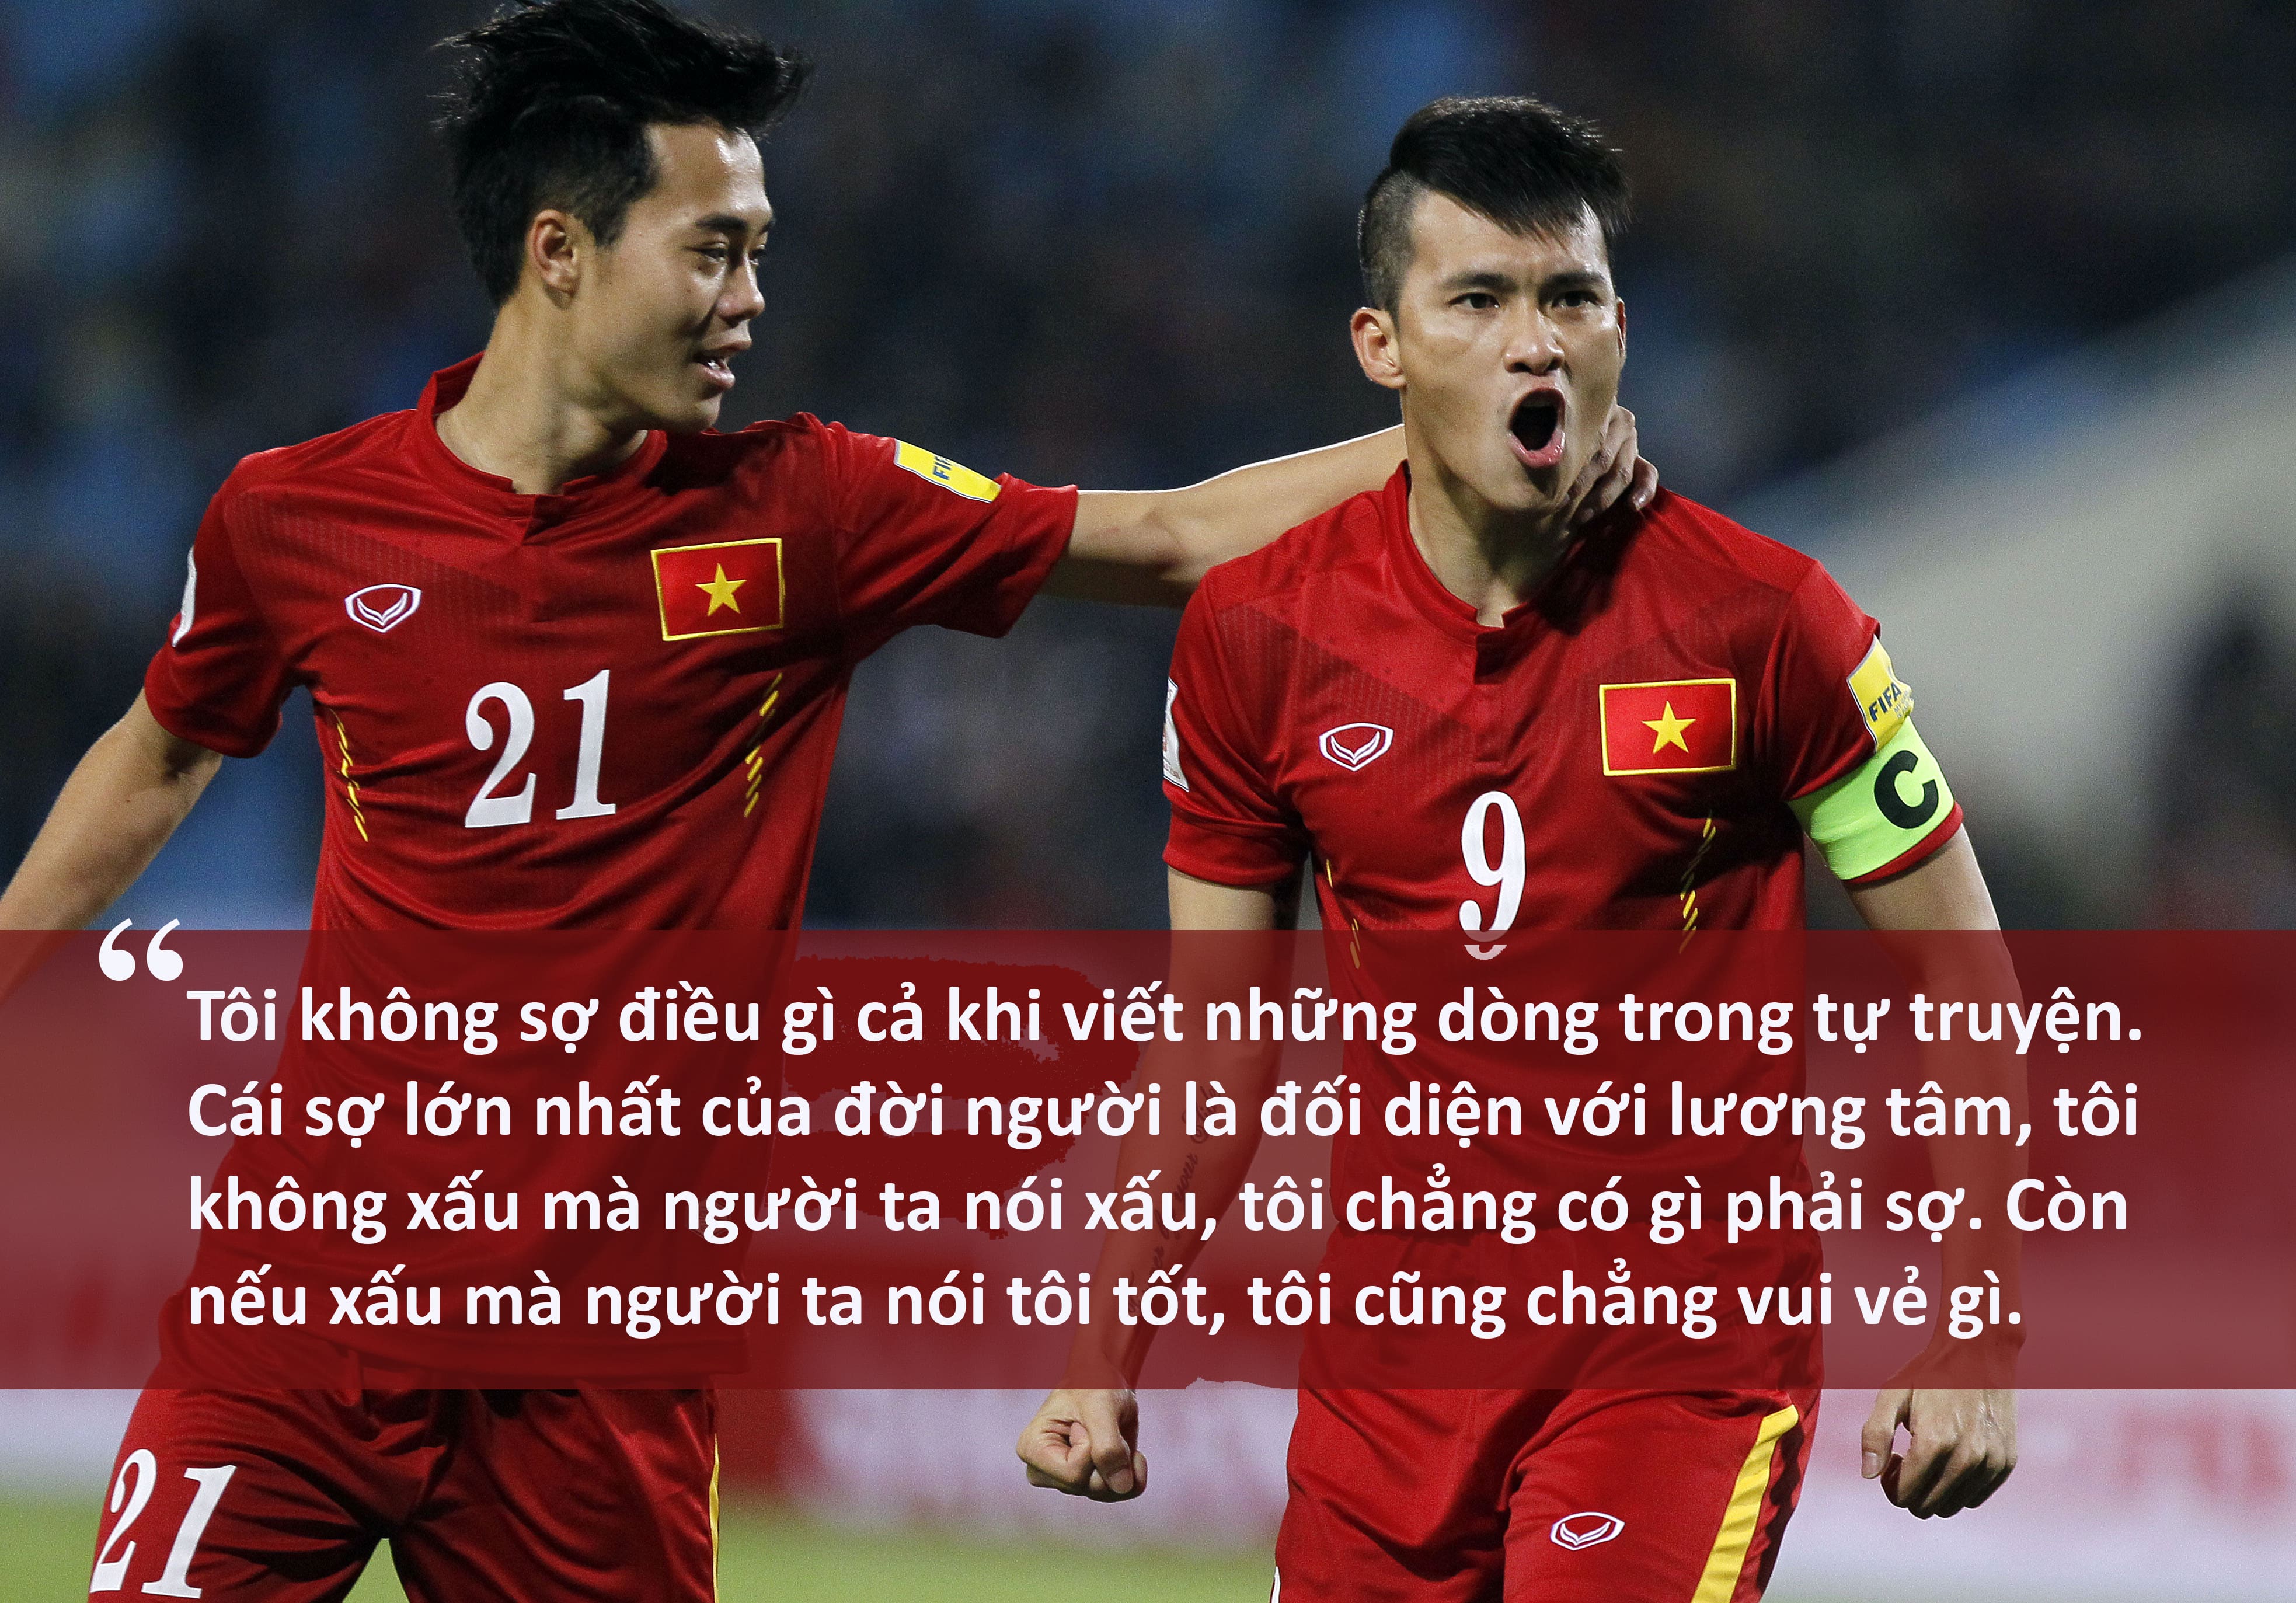 21
FIFA
9
FIFA
C
“
Tôi không sợ điều gì cả khi viết những dòng trong tự truyện.
Cái sợ lớn nhất của đời người là đối diện với lương tâm, tôi
không xấu mà người ta nói xấu, tôi chẳng có gì phải sợ. Còn
nếu xấu mà người ta nói tôi tốt, tôi cũng chẳng vui vẻ gì.
21